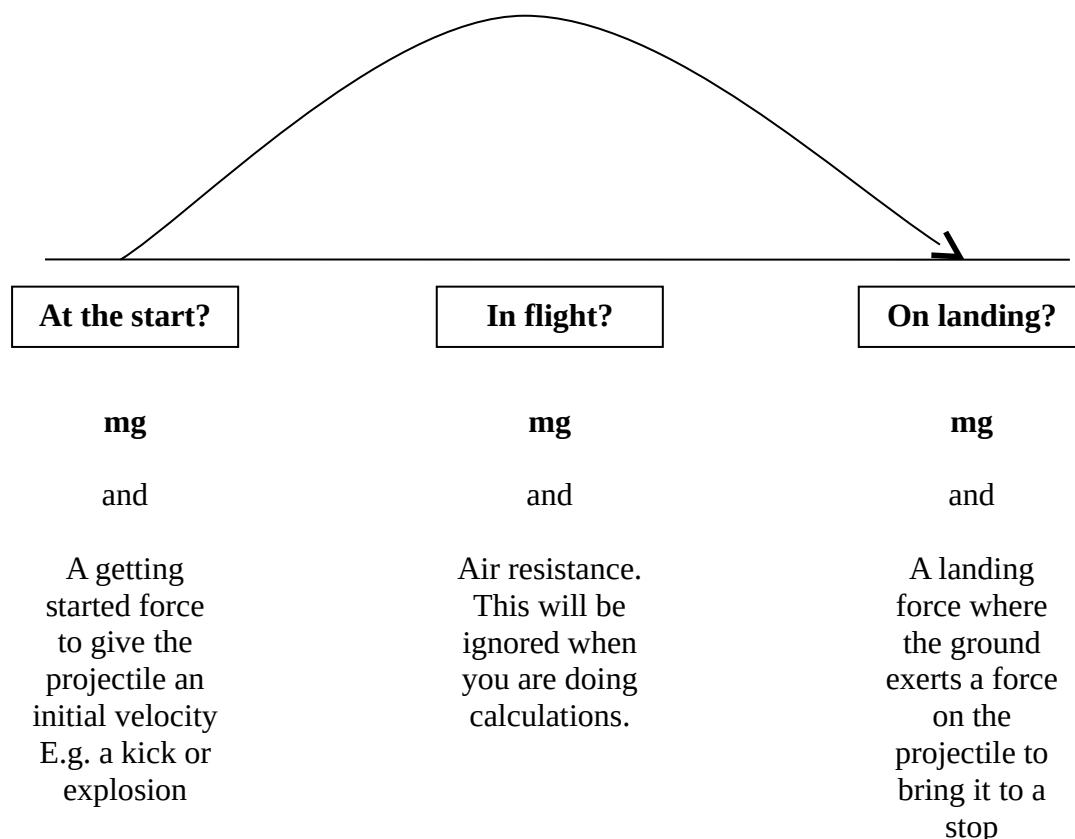 At the start?
In flight?
On landing?
mg
mg
mg
and
and
and
A getting
started force
to give the
projectile an
initial velocity
E.g. a kick or
explosion
Air resistance.
This will be
ignored when
you are doing
calculations.
A landing
force where
the ground
exerts a force
on the
projectile to
bring it to a
stop